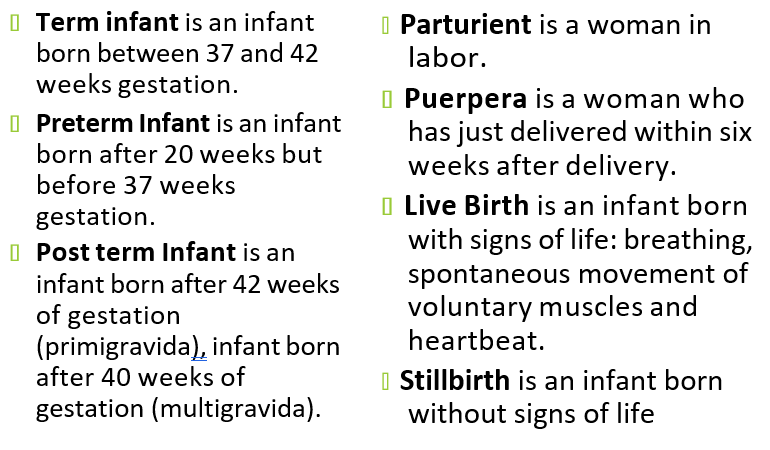 Term infant is an infant
born between 37 and 42
weeks gestation.
Preterm Infant is an infant
born after 20 weeks but
before 37 weeks
gestation.
Post term Infant is an
infant born after 42 weeks
of gestation
(primigravida), infant born
after 40 weeks of
gestation (multigravida).
Parturient is a woman in
labor.
Puerpera is a woman who
has just delivered within six
weeks after delivery.
Live Birth is an infant born
with signs of life: breathing,
spontaneous movement of
voluntary muscles and
heartbeat.
Stillbirth is an infant born
without signs of life